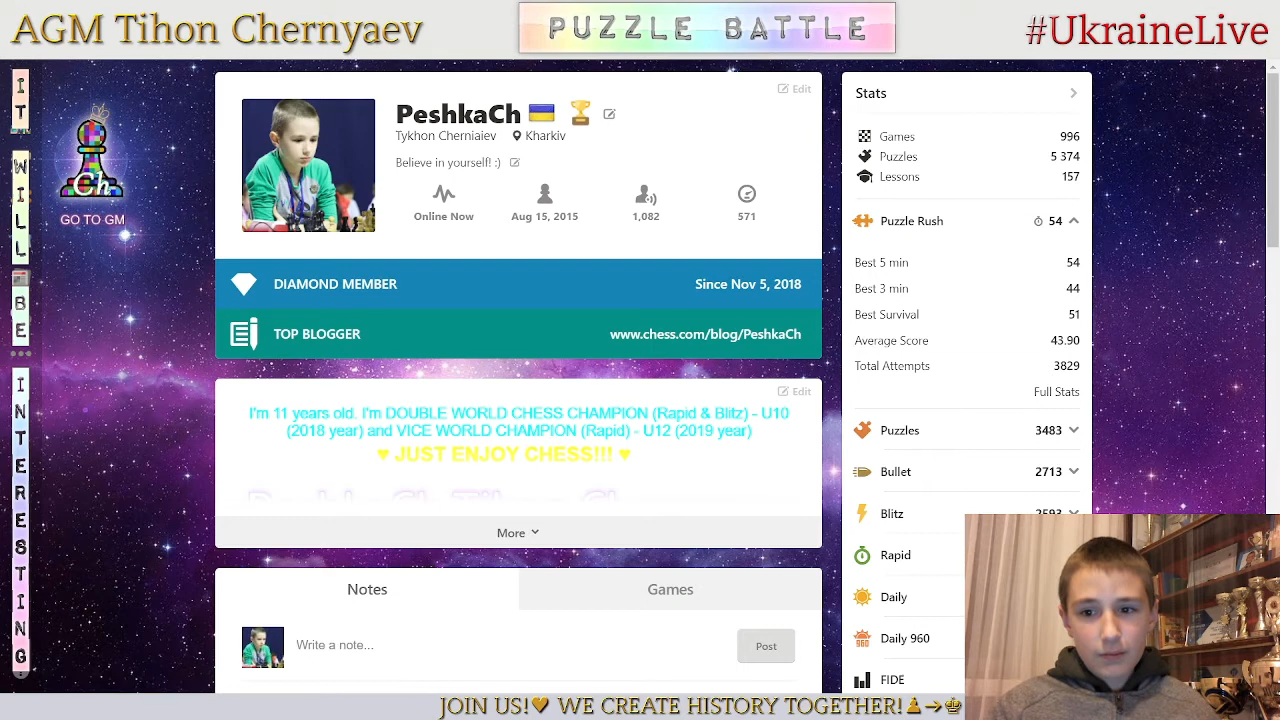 AGM Tihon Chernyaev
PUZZLE BATTLE
#UkraineLive
IT
WILL
BE
INTERESTING
Ch
GO TO GM
Edit
PeshkaCh
Tykhon Cherniaiev
Kharkiv
Believe in yourself! :)
Online Now
Aug 15, 2015
1,082
571
DIAMOND MEMBER
Since Nov 5, 2018
TOP BLOGGER
www.chess.com/blog/PeshkaCh
Edit
I'm 11 years old. I'm DOUBLE WORLD CHESS CHAMPION (Rapid & Blitz) - U10
(2018 year) and VICE WORLD CHAMPION (Rapid) - U12 (2019 year)
♥ JUST ENJOY CHESS!!! ♥
More
Notes
Games
Write a note...
Post
Stats
Games 996
Puzzles 5 374
Lessons 157
Puzzle Rush 54
Best 5 min 54
Best 3 min 44
Best Survival 51
Average Score 43.90
Total Attempts 3829
Full Stats
Puzzles 3483
Bullet 2713
Blitz
Rapid
Daily
960 Daily 960
FIDE
JOIN US!♥ WE CREATE HISTORY TOGETHER!♟→♚